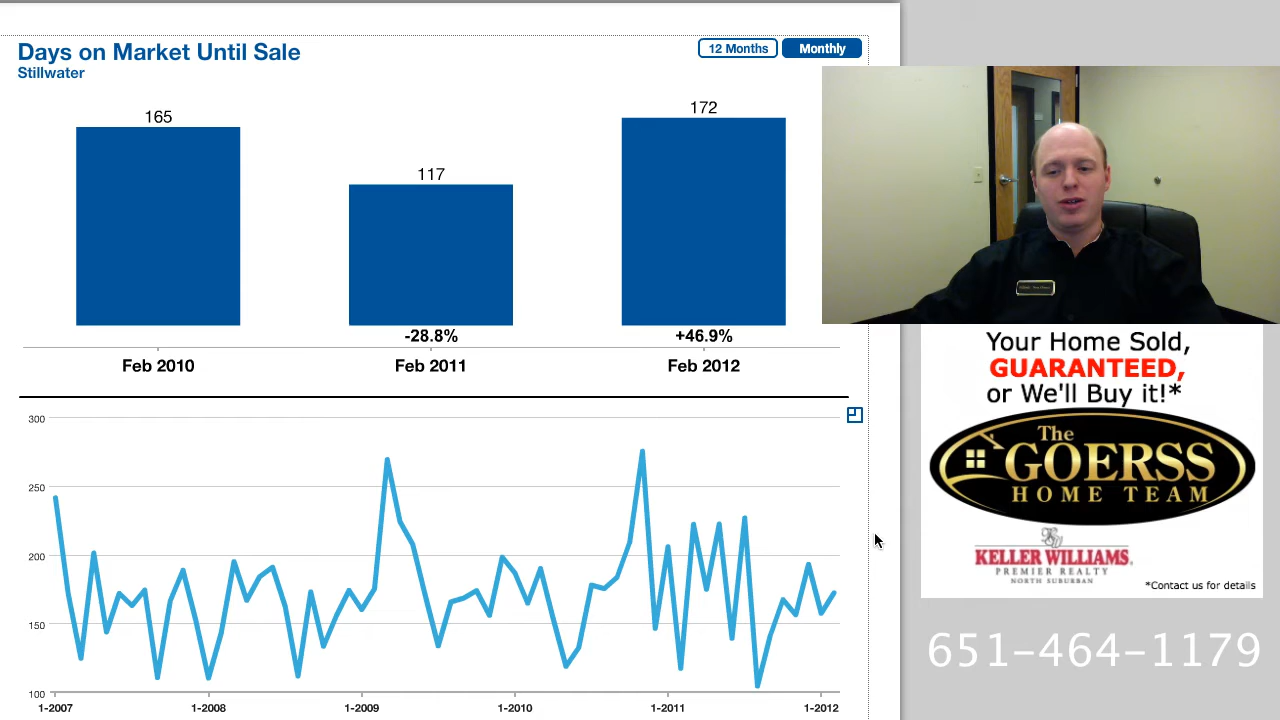 Days on Market Until Sale
Stillwater
12 Months
Monthly
165
117
172
-28.8%
+46.9%
Feb 2010
Feb 2011
Feb 2012
300
250
200
150
100
1-2007
1-2008
1-2009
1-2010
1-2011
1-2012
Your Home Sold,
GUARANTEED,
or We'll Buy it!*
The
GOERSS
HOME TEAM
KELLER WILLIAMS
PREMIER REALTY
NORTH SUBURBAN
*Contact us for details
651-464-1179